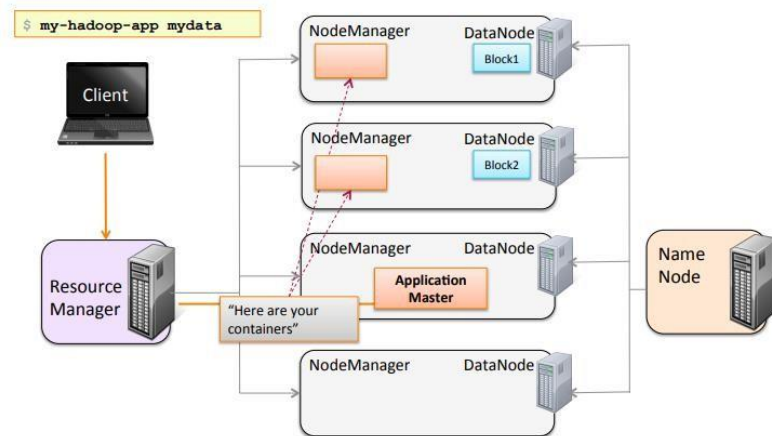 $ my-hadoop-app mydata
Client
Resource
Manager
NodeManager
DataNode
Block1
NodeManager
DataNode
Block2
NodeManager
DataNode
Application
Master
"Here are your
containers"
NodeManager
DataNode
Name
Node